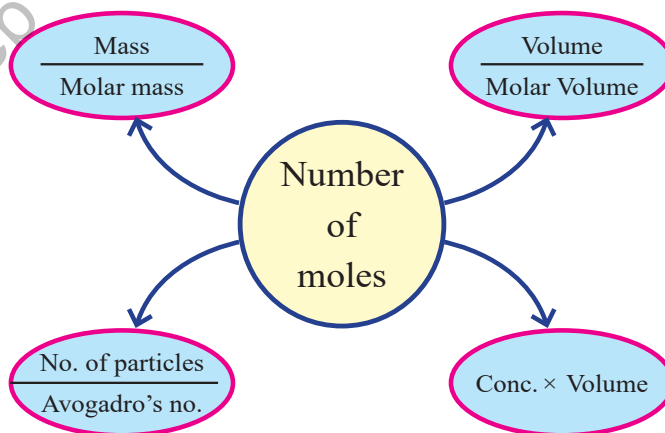 Mass
Molar mass
Volume
Molar Volume
Number
of
moles
No. of particles
Avogadro's no.
Conc. × Volume